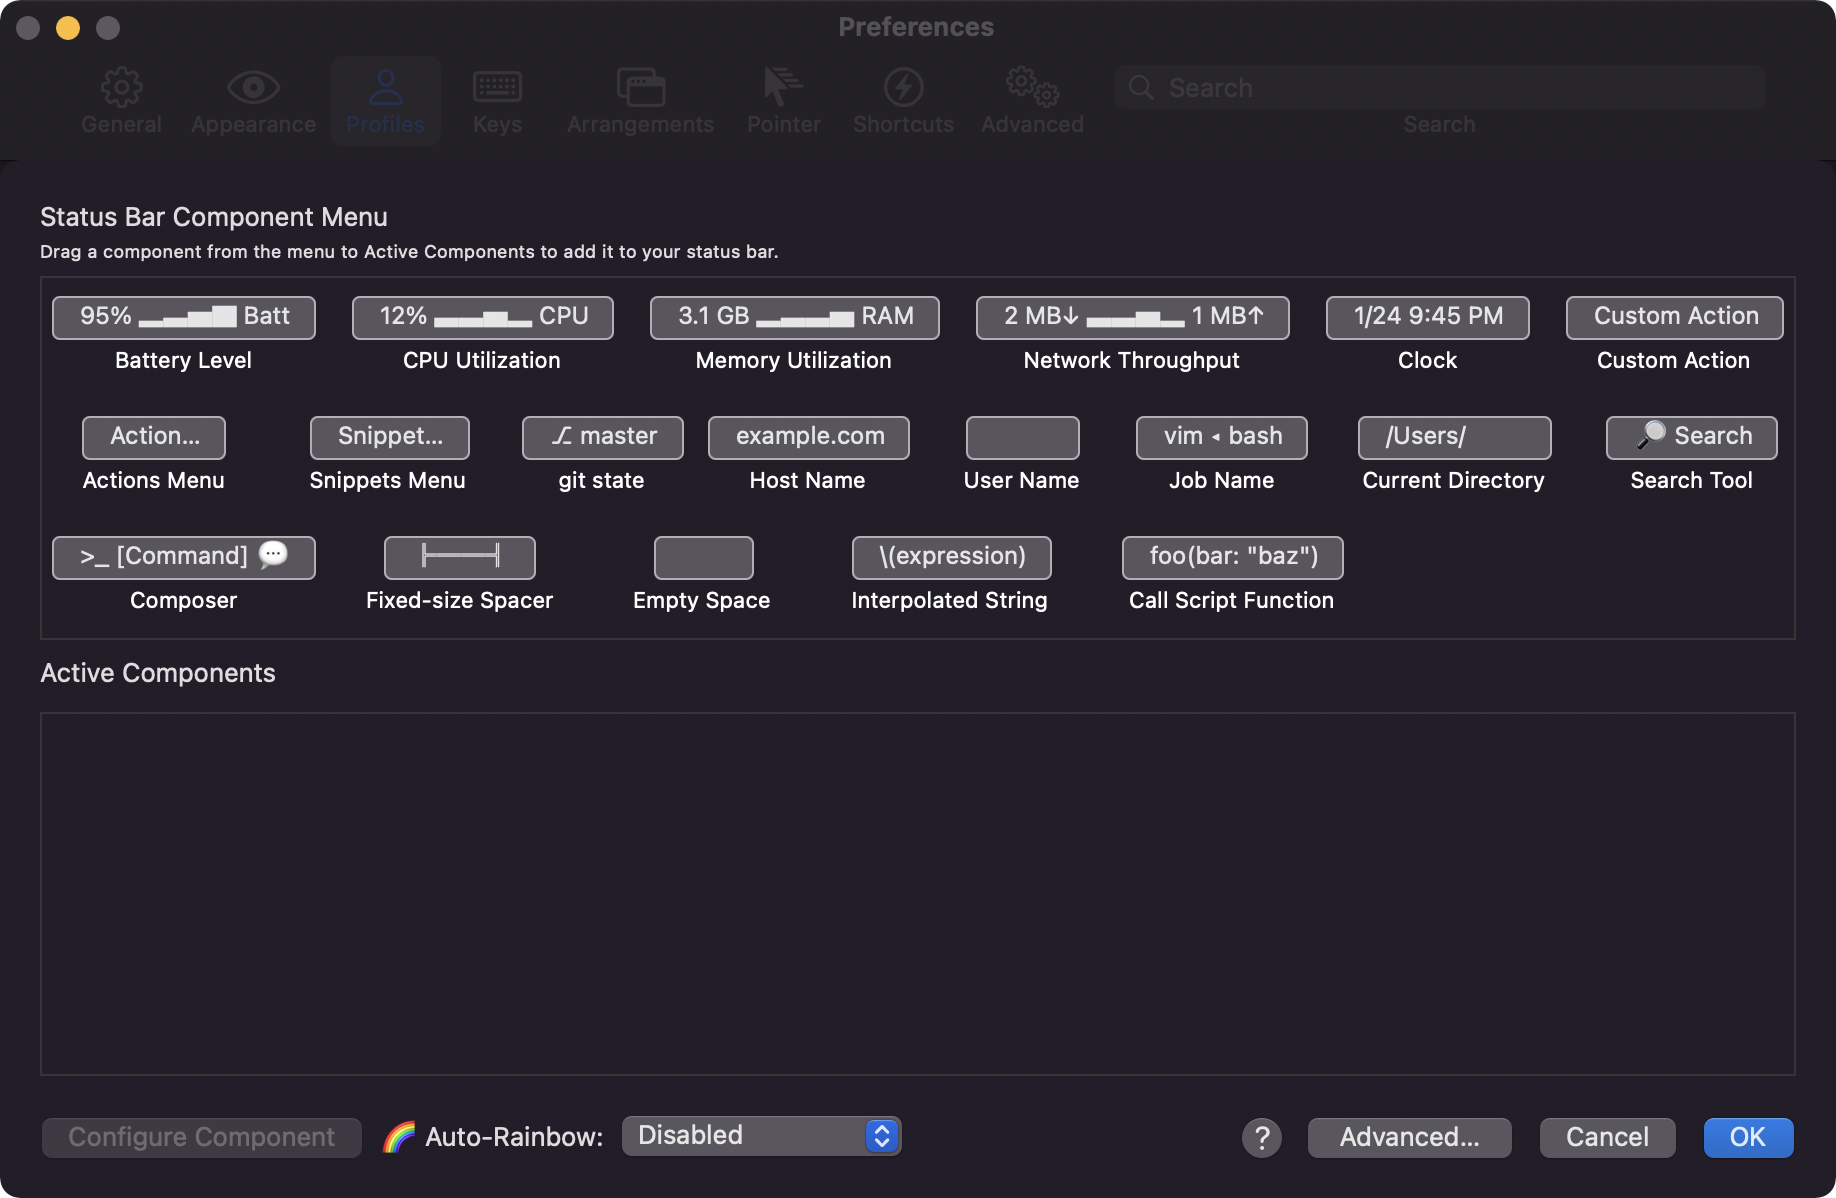 Preferences
General Appearance Profiles Keys Arrangements Pointer Shortcuts Advanced Search
Search
Status Bar Component Menu
Drag a component from the menu to Active Components to add it to your status bar.
95% ▂▃▅▇ Batt 12% ▃▃▅▂ CPU 3.1 GB ▂▃▃▅ RAM 2 MB↓ ▃▃▅▂ 1 MB↑ 1/24 9:45 PM Custom Action
Battery Level CPU Utilization Memory Utilization Network Throughput Clock Custom Action
Action... Snippet... ⎇ master example.com vim ◂ bash /Users/ 🔎 Search
Actions Menu Snippets Menu git state Host Name User Name Job Name Current Directory Search Tool
>_ [Command] 💬 \(expression) foo(bar: "baz")
Composer Fixed-size Spacer Empty Space Interpolated String Call Script Function
Active Components
Configure Component 🌈 Auto-Rainbow: Disabled ? Advanced... Cancel OK